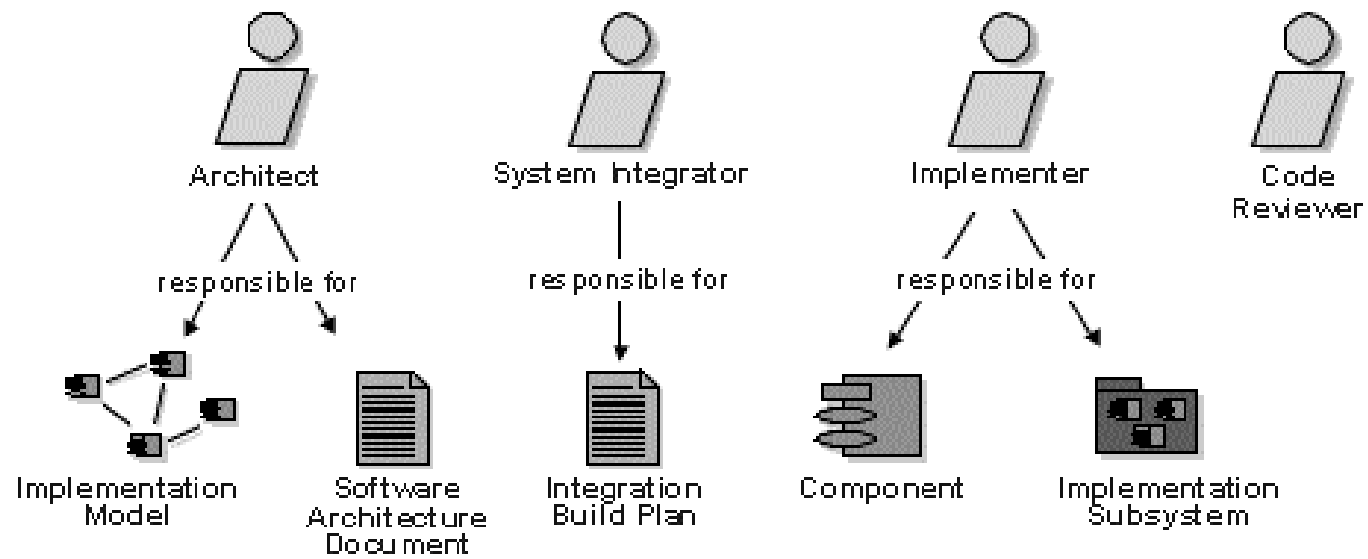 Architect
System Integrator
Implementer
Code
Reviewer
responsible for
responsible for
responsible for
Implementation
Model
Software
Architecture
Document
Integration
Build Plan
Component
Implementation
Subsystem